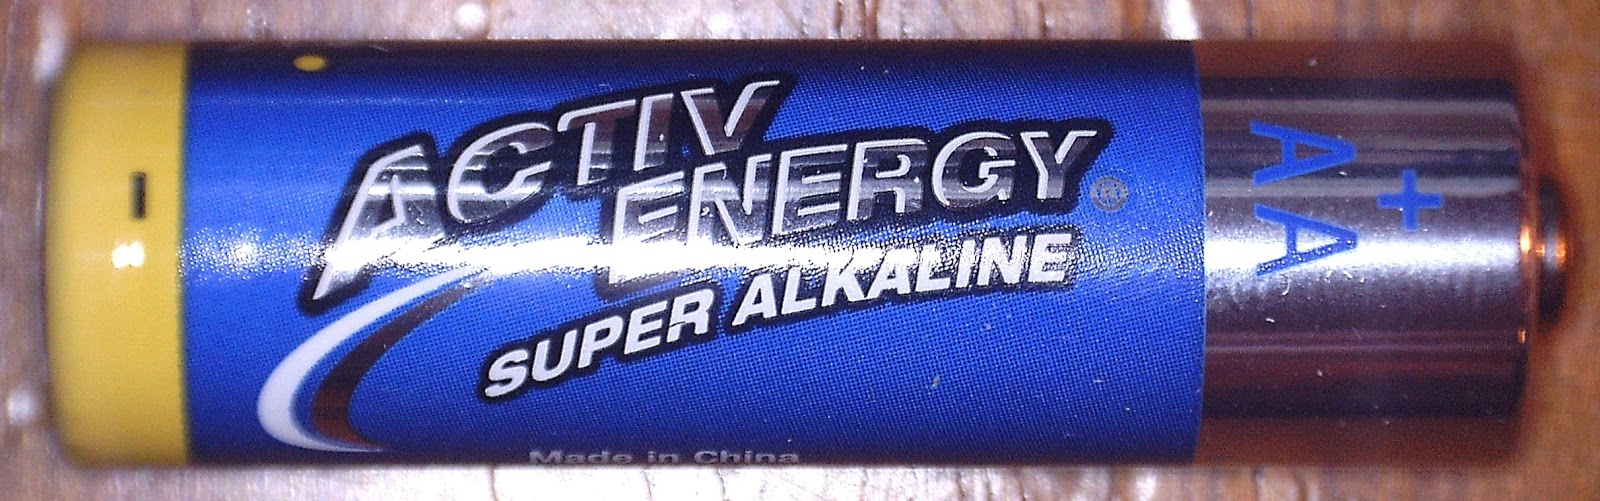 ACTIV
ENERGY®
SUPER ALKALINE
Made in China
AA
+
-